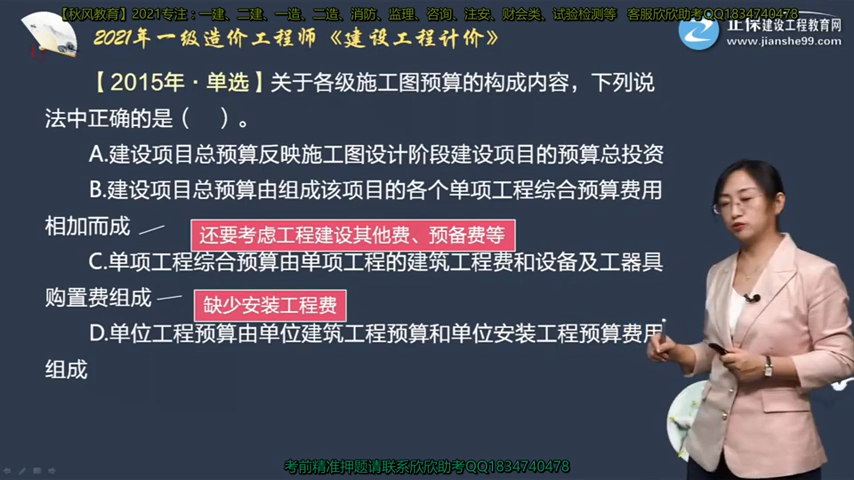 【秋风教育】2021专注：一建、二建、一造、二造、消防、监理、咨询、注安、财会类、试验检测等 客服欣欣助考QQ1834740478
2021年一级造价工程师《建设工程计价》
正保建设工程教育网
www.jianshe99.com
【2015年·单选】关于各级施工图预算的构成内容，下列说
法中正确的是（ ）。
A.建设项目总预算反映施工图设计阶段建设项目的预算总投资
B.建设项目总预算由组成该项目的各个单项工程综合预算费用
相加而成
还要考虑工程建设其他费、预备费等
C.单项工程综合预算由单项工程的建筑工程费和设备及工器具
购置费组成
缺少安装工程费
D.单位工程预算由单位建筑工程预算和单位安装工程预算费用
组成
考前精准押题请联系欣欣助考QQ1834740478